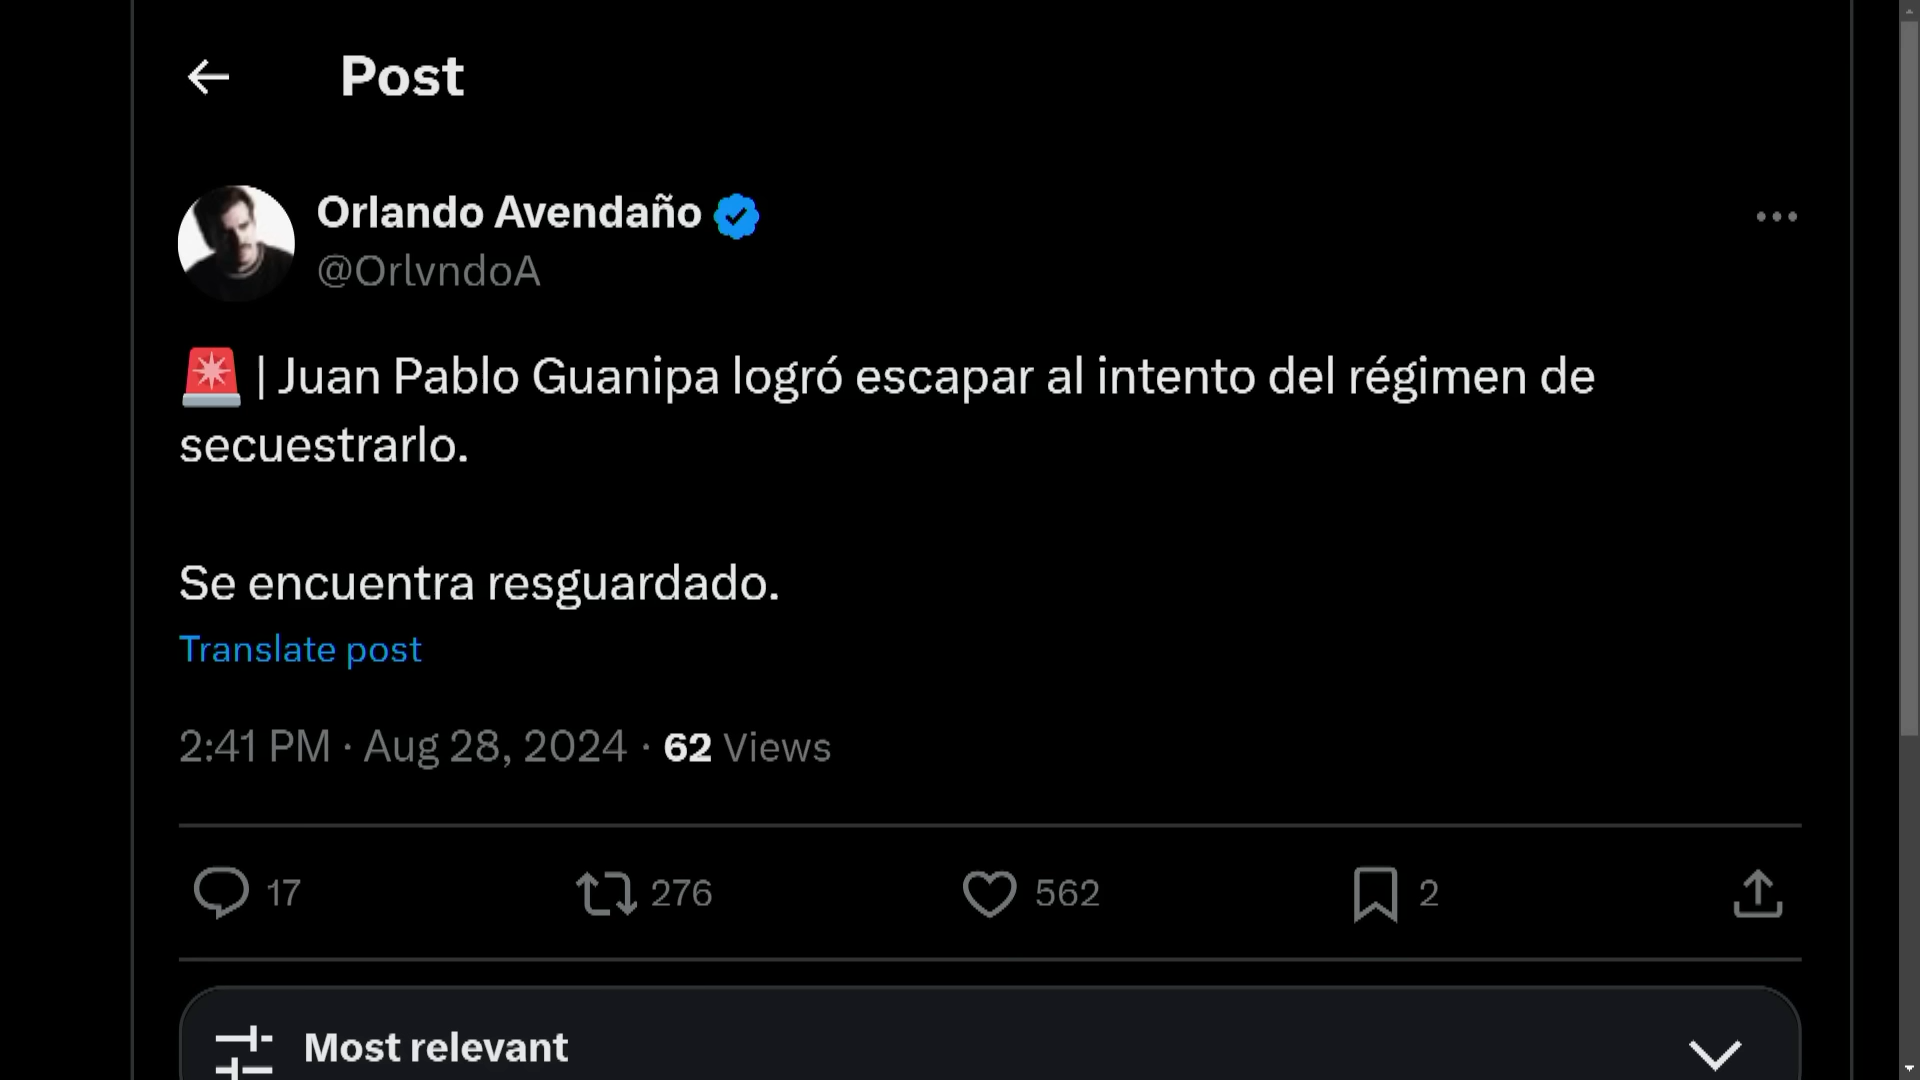 Post
Orlando Avendaño
@OrlvndoA
🚨 | Juan Pablo Guanipa logró escapar al intento del régimen de
secuestrarlo.
Se encuentra resguardado.
Translate post
2:41 PM · Aug 28, 2024 · 62 Views
17 276 562 2
Most relevant